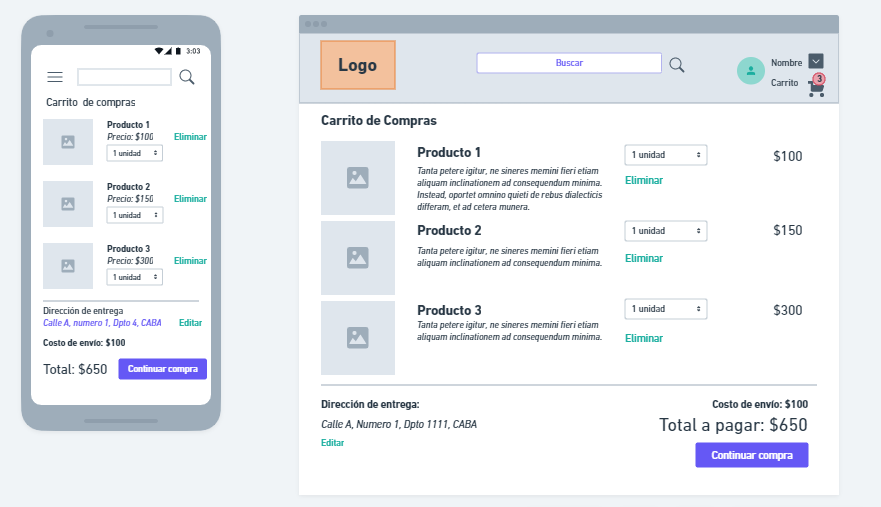 3:03
Carrito de compras
Producto 1
Precio: $100
Eliminar
1 unidad
Producto 2
Precio: $150
Eliminar
1 unidad
Producto 3
Precio: $300
Eliminar
1 unidad
Dirección de entrega
Calle A, numero 1, Dpto 4, CABA
Editar
Costo de envío: $100
Total: $650
Continuar compra
Logo
Buscar
Nombre
Carrito
3
Carrito de Compras
Producto 1
Tanta petere igitur, ne sineres memini fieri etiam
aliquam inclinationem ad consequendum minima.
Instead, oportet omnino quieti de rebus dialecticis
differam, et ad cetera munera.
1 unidad
Eliminar
$100
Producto 2
Tanta petere igitur, ne sineres memini fieri etiam
aliquam inclinationem ad consequendum minima.
1 unidad
Eliminar
$150
Producto 3
Tanta petere igitur, ne sineres memini fieri etiam
aliquam inclinationem ad consequendum minima.
1 unidad
Eliminar
$300
Dirección de entrega:
Calle A, Numero 1, Dpto 1111, CABA
Editar
Costo de envío: $100
Total a pagar: $650
Continuar compra